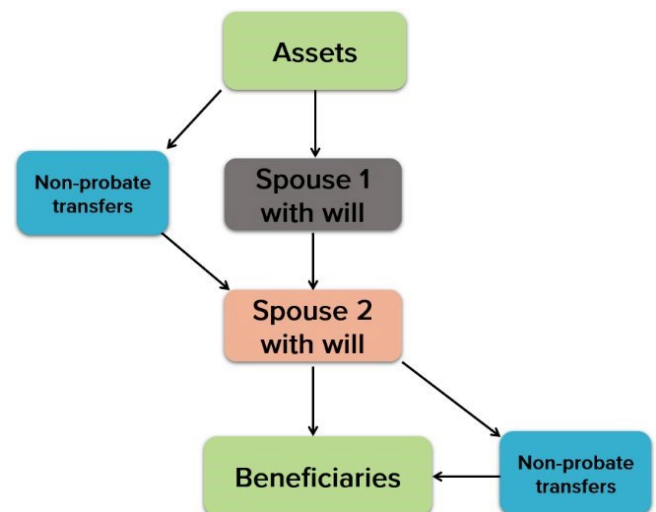 Assets
Non-probate
transfers
Spouse 1
with will
Spouse 2
with will
Beneficiaries
Non-probate
transfers